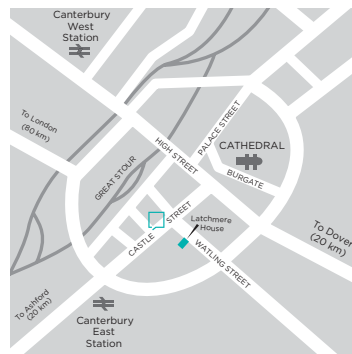 Canterbury
West
Station
To London
(80 km)
PALACE STREET
HIGH STREET
CATHEDRAL
GREAT STOUR
BURGATE
Latchmere
House
CASTLE STREET
To Dover
(20 km)
WATLING STREET
To Ashford
(20 km)
Canterbury
East
Station